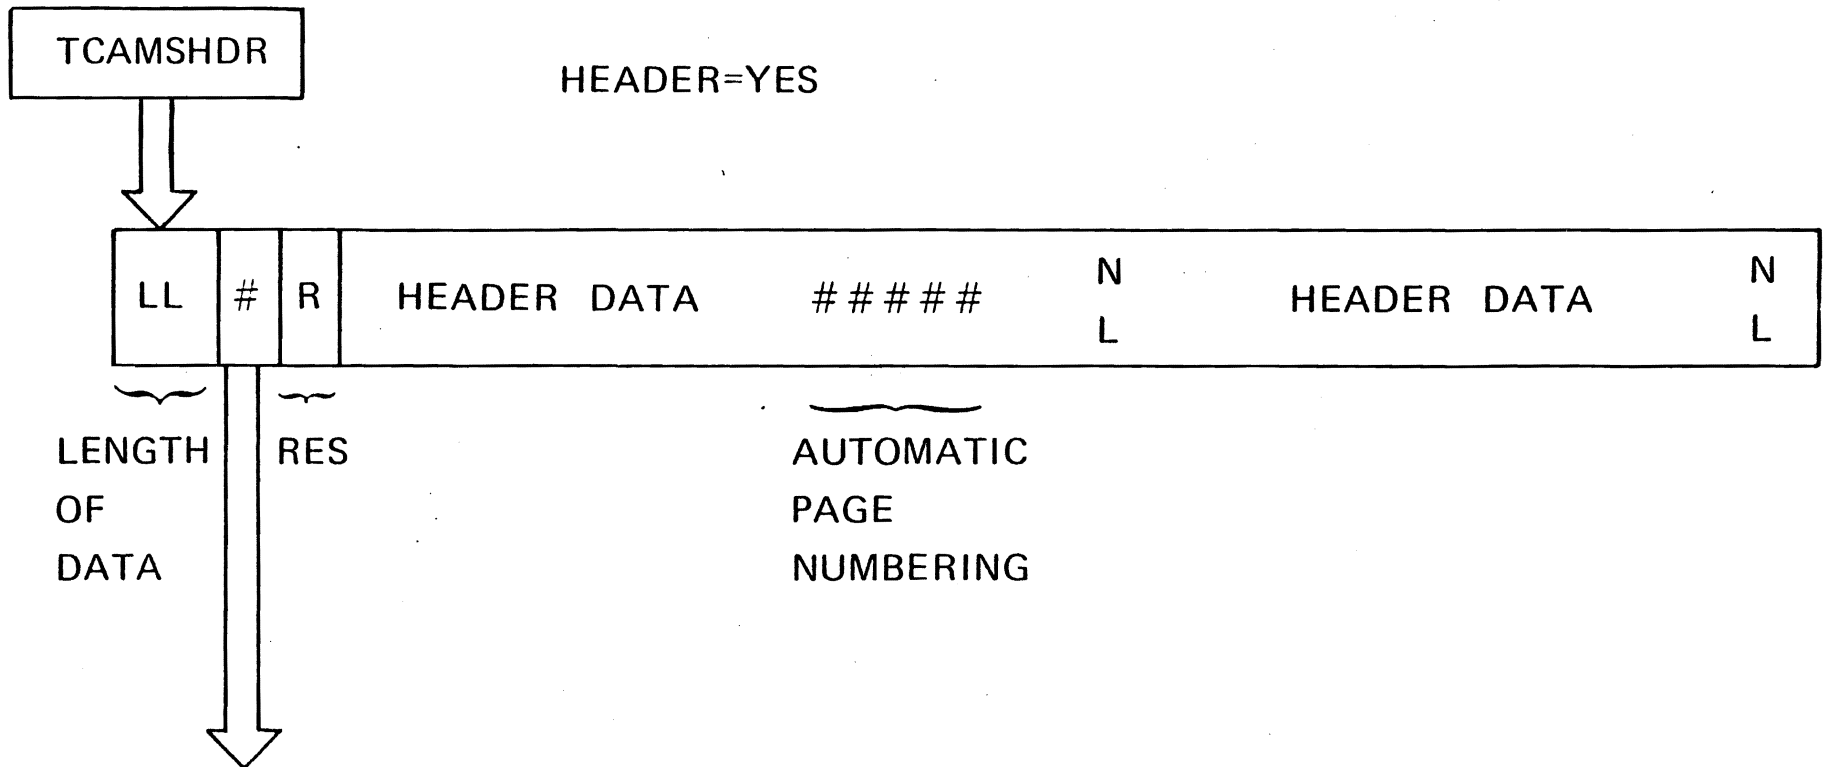 TCAMSHDR
HEADER=YES
LL # R HEADER DATA ##### N L HEADER DATA N L
LENGTH OF DATA
RES
AUTOMATIC PAGE NUMBERING